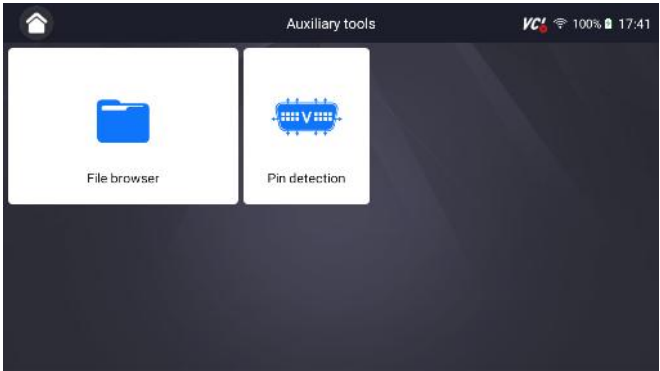 Auxiliary tools
VCI 100% 17:41
File browser
V
Pin detection